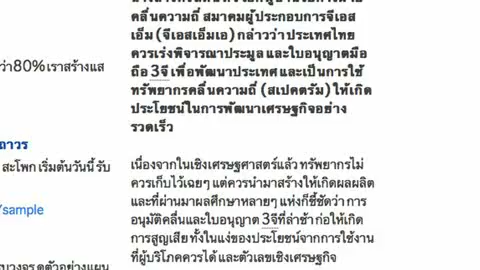 คลื่นความถี่ สมาคมผู้ประกอบการจีเอส
เอ็ม (จีเอสเอ็มเอ) กล่าวว่า ประเทศไทย
ควรเร่งพิจารณาประมูล และใบอนุญาตมือ
ถือ 3จี เพื่อพัฒนาประเทศ และเป็นการใช้
ทรัพยากรคลื่นความถี่ (สเปคตรัม) ให้เกิด
ประโยชน์ในการพัฒนาเศรษฐกิจอย่าง
รวดเร็ว
เนื่องจากในเชิงเศรษฐศาสตร์แล้ว ทรัพยากรไม่
ควรเก็บไว้เฉยๆ แต่ควรนำมาสร้างให้เกิดผลผลิต
และที่ผ่านมาผลศึกษาหลายๆ แห่งก็ชี้ชัดว่า การ
อนุมัติคลื่นและใบอนุญาต 3จีที่ล่าช้า ก่อให้เกิด
การสูญเสีย ทั้งในแง่ของประโยชน์จากการใช้งาน
ที่ผู้บริโภคควรได้ และตัวเลขเชิงเศรษฐกิจ
ว่า80% เราสร้างแส
ถาวร
สะโพก เริ่มต้นวันนี้ รับ
/sample
รบวงจร ดูตัวอย่างแผน